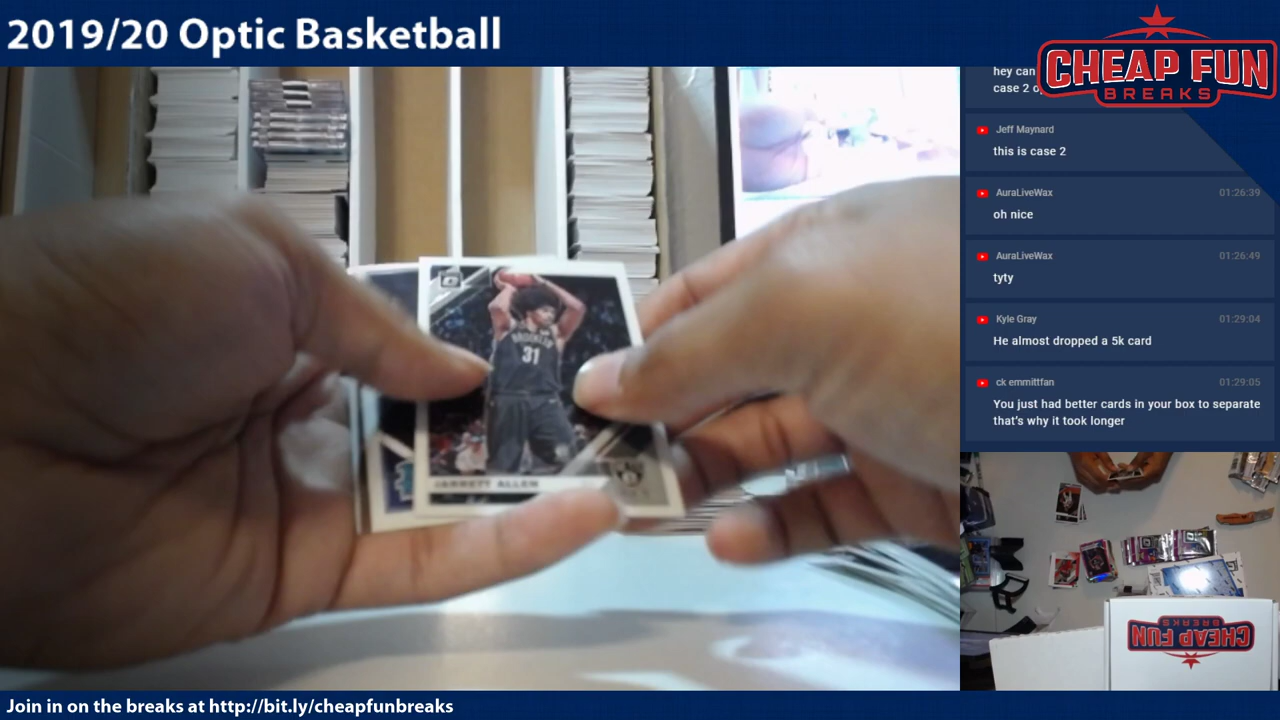 2019/20 Optic Basketball
CHEAP FUN
BREAKS
hey can
case 2
Jeff Maynard
this is case 2
AuraLiveWax 01:26:39
oh nice
AuraLiveWax 01:26:49
tyty
Kyle Gray 01:29:04
He almost dropped a 5k card
ck emmittfan 01:29:05
You just had better cards in your box to separate
that's why it took longer
BROOKLYN
31
JARRETT ALLEN
CHEAP FUN
BREAKS
Join in on the breaks at http://bit.ly/cheapfunbreaks